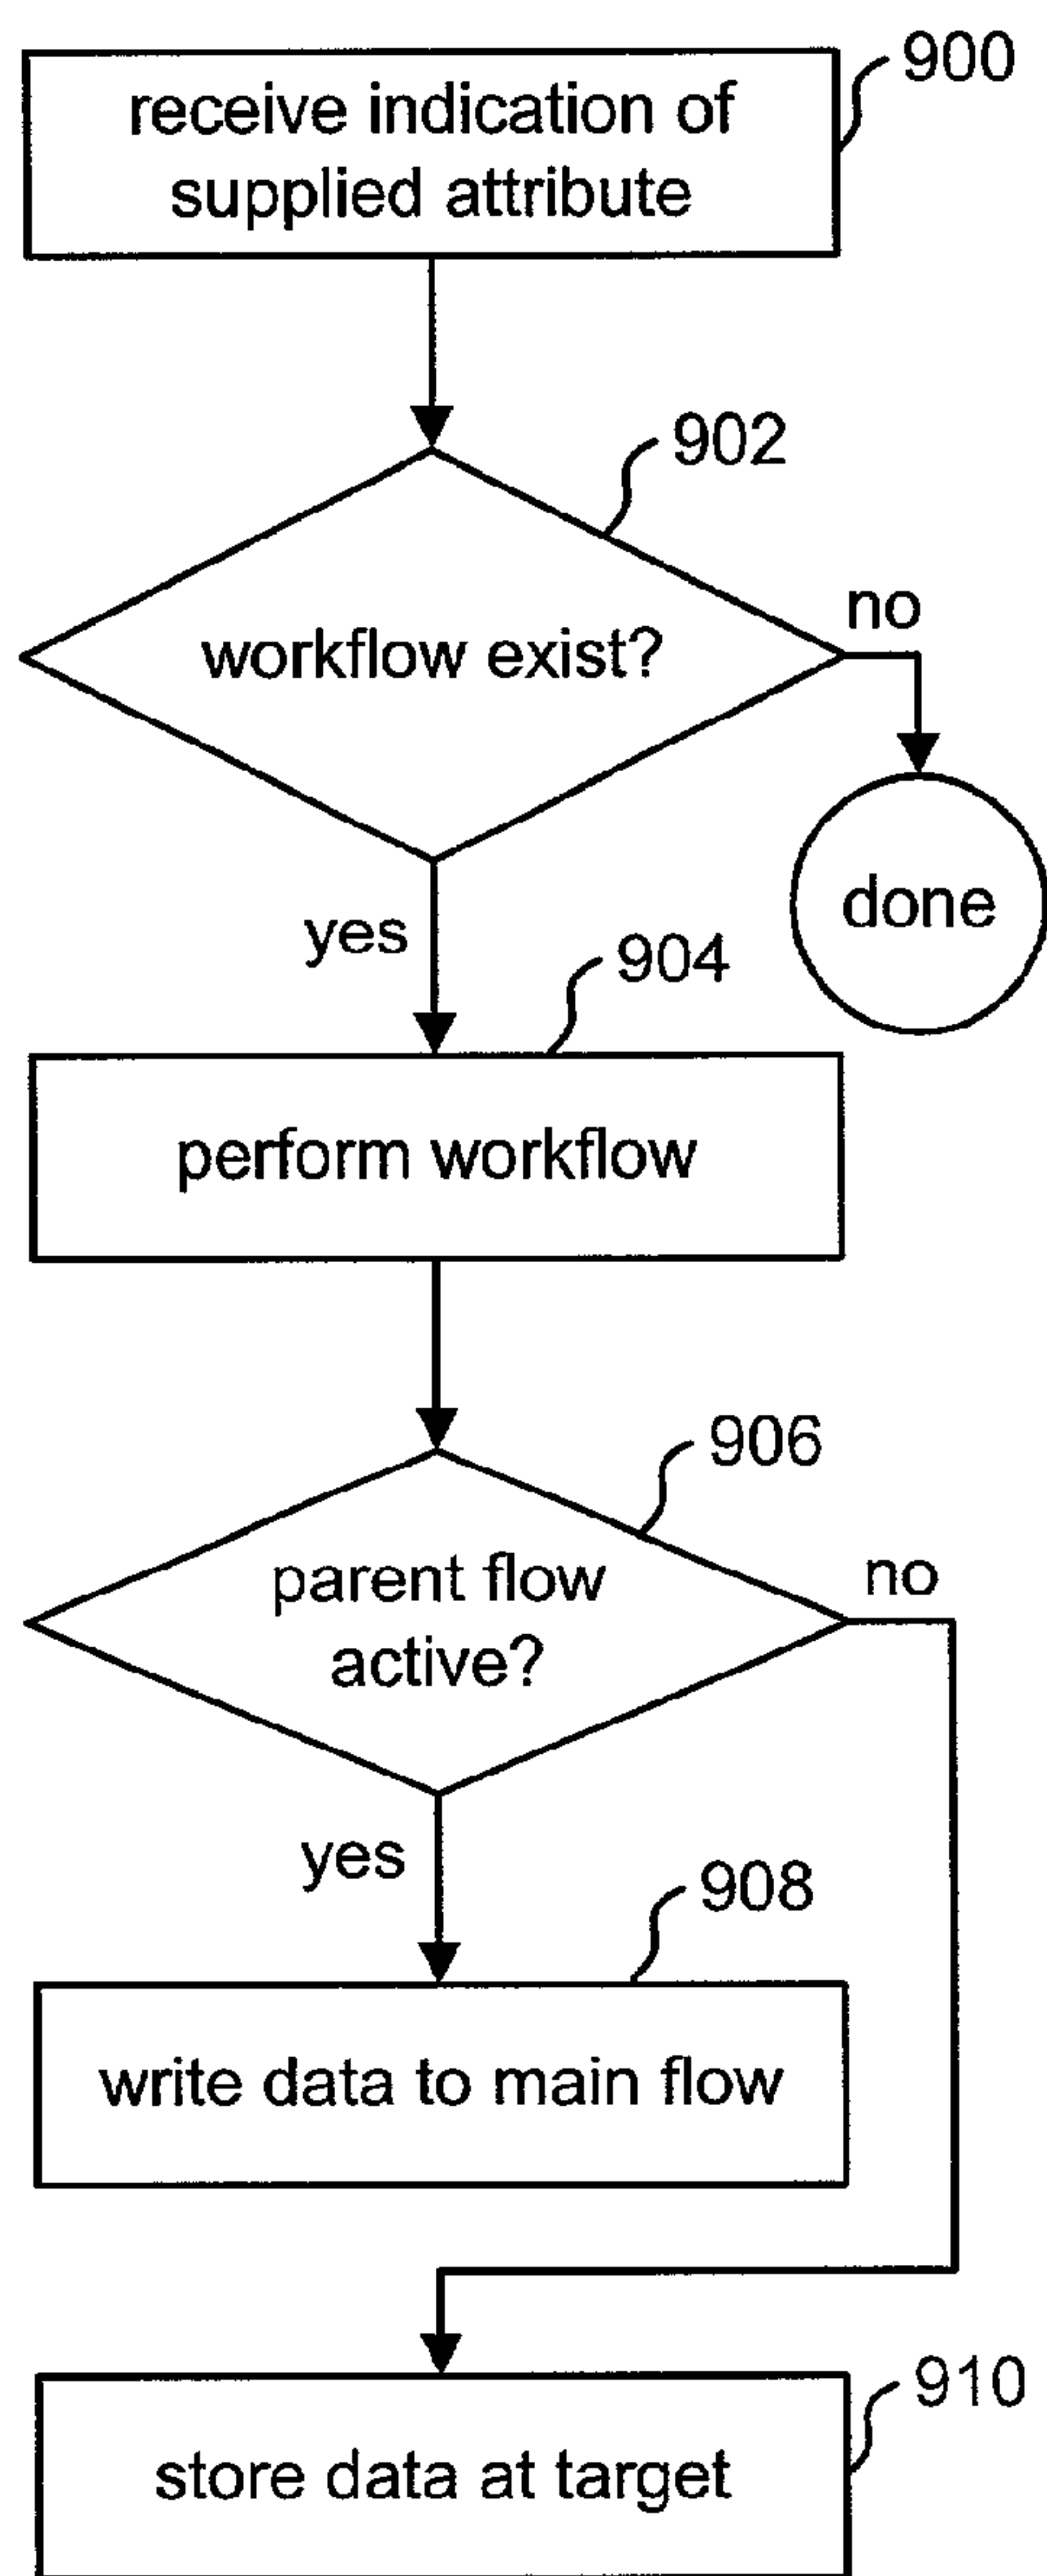 900
receive indication of
supplied attribute
902
no
workflow exist?
done
yes
904
perform workflow
906
no
parent flow
active?
yes
908
write data to main flow
910
store data at target